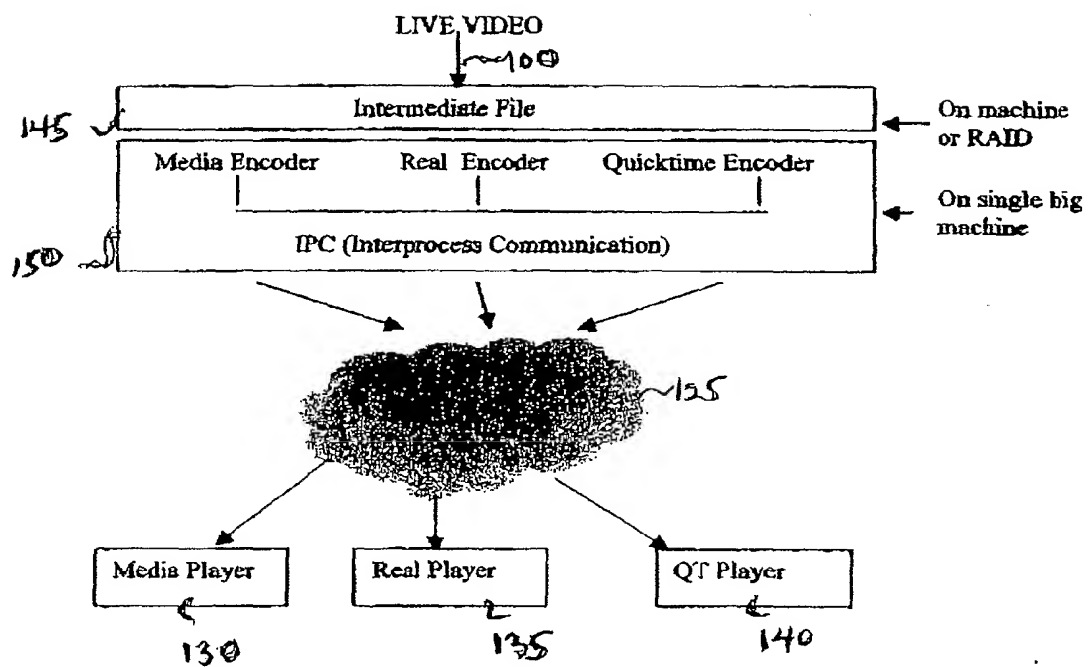 LIVE VIDEO
100
Intermediate File
145
On machine
or RAID
Media Encoder Real Encoder Quicktime Encoder
On single big
machine
IPC (Interprocess Communication)
150
125
Media Player Real Player QT Player
130 135 140